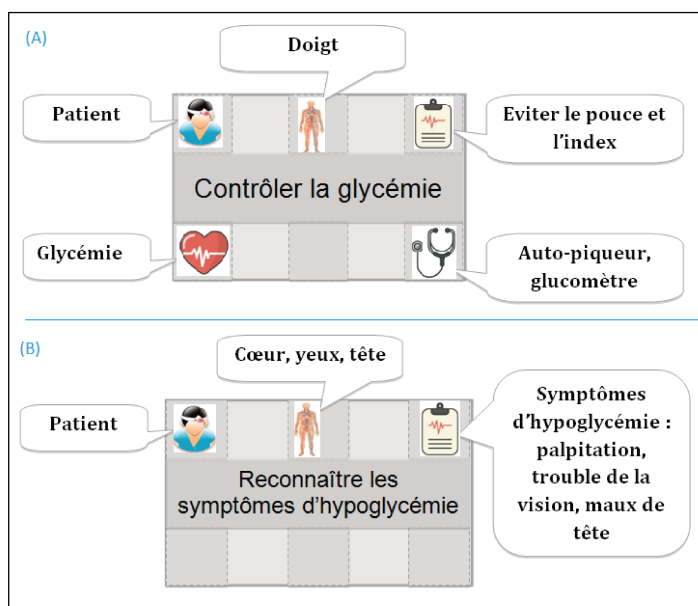 (A)
Doigt
Patient
Eviter le pouce et
l'index
Contrôler la glycémie
Glycémie
Auto-piqueur,
glucomètre
(B)
Cœur, yeux, tête
Patient
Symptômes
d'hypoglycémie :
palpitation,
trouble de la
vision, maux de
tête
Reconnaître les
symptômes d'hypoglycémie